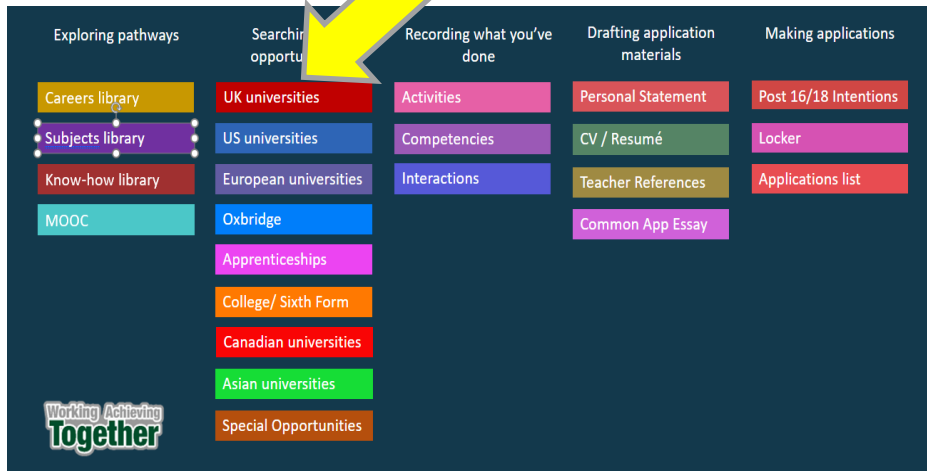 Exploring pathways
Careers library
Subjects library
Know-how library
MOOC
Searchin
opportu
UK universities
US universities
European universities
Oxbridge
Apprenticeships
College/ Sixth Form
Canadian universities
Asian universities
Special Opportunities
Recording what you've
done
Activities
Competencies
Interactions
Drafting application
materials
Personal Statement
CV / Resumé
Teacher References
Common App Essay
Making applications
Post 16/18 Intentions
Locker
Applications list
Working Achieving
Together